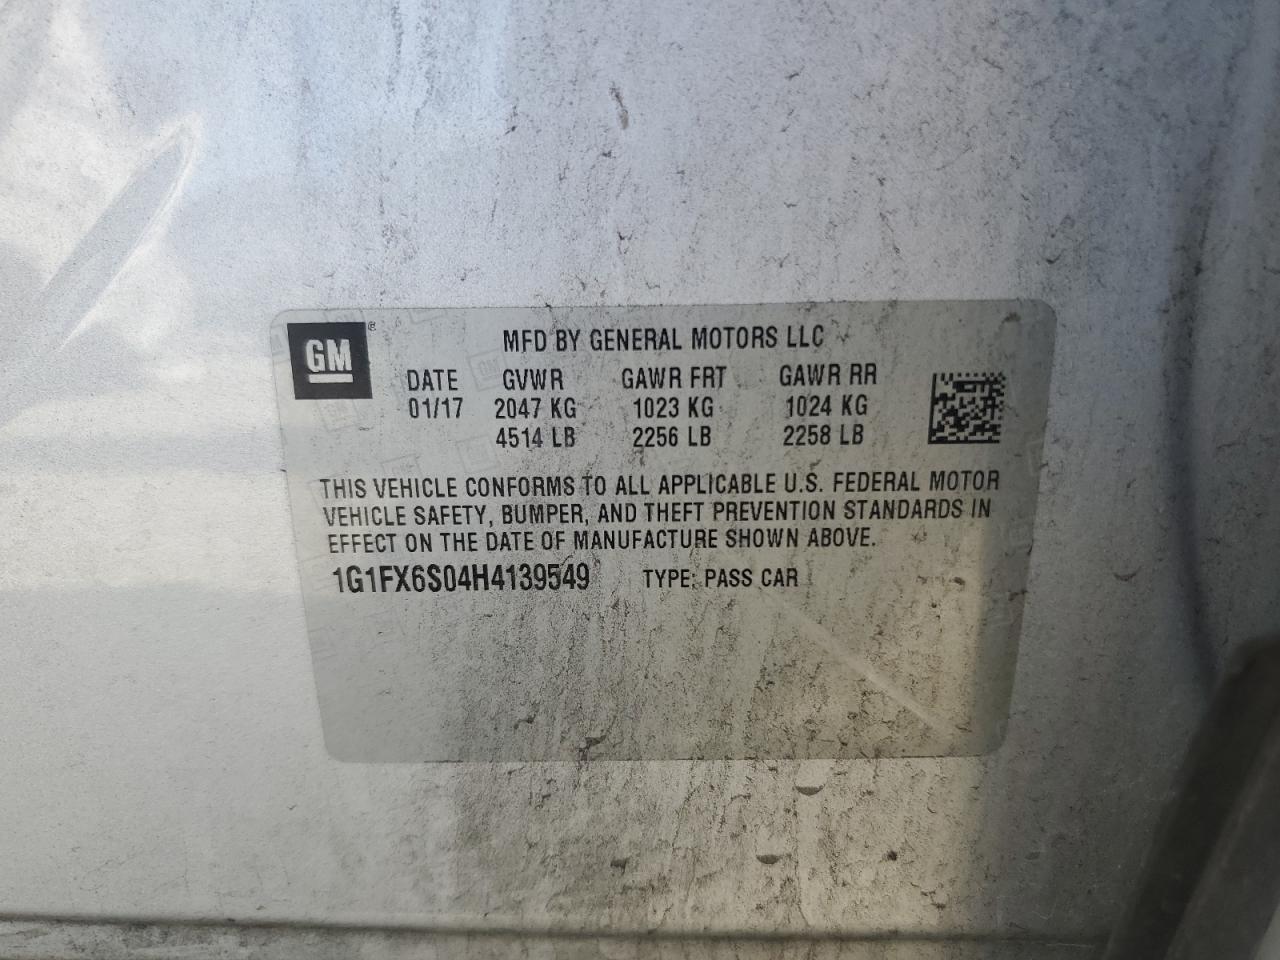 GM®
MFD BY GENERAL MOTORS LLC
DATE GVWR GAWR FRT GAWR RR
01/17 2047 KG 1023 KG 1024 KG
4514 LB 2256 LB 2258 LB
THIS VEHICLE CONFORMS TO ALL APPLICABLE U.S. FEDERAL MOTOR
VEHICLE SAFETY, BUMPER, AND THEFT PREVENTION STANDARDS IN
EFFECT ON THE DATE OF MANUFACTURE SHOWN ABOVE.
1G1FX6S04H4139549 TYPE: PASS CAR